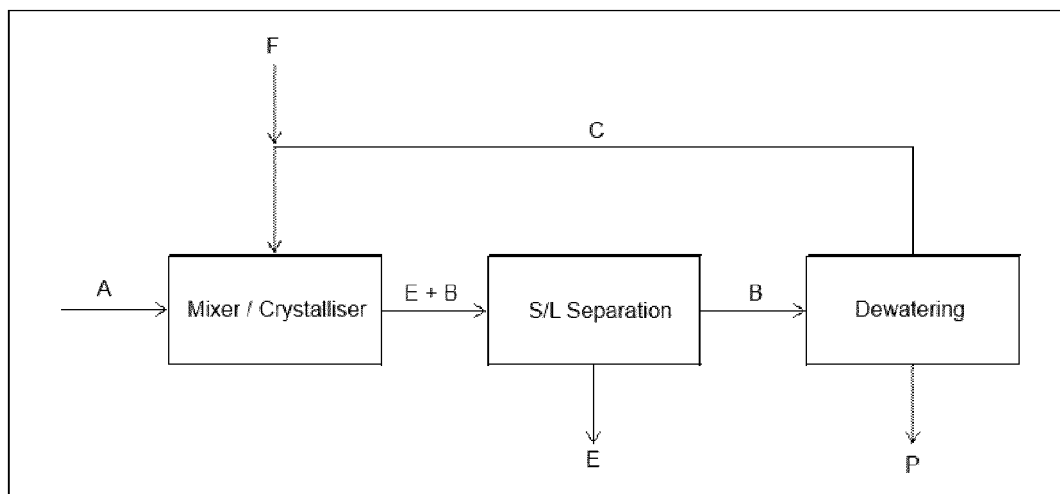 F
C
A
Mixer / Crystalliser
E + B
S/L Separation
B
Dewatering
E
P